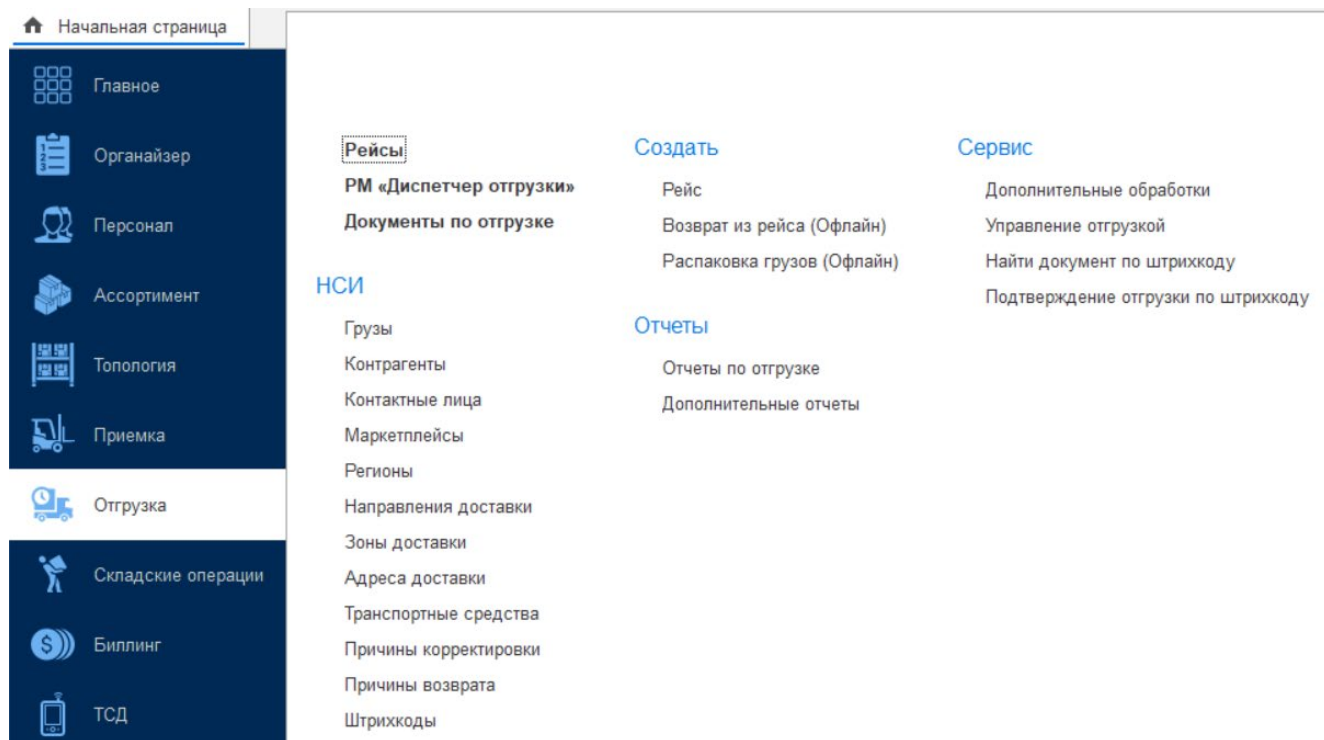 Начальная страница
Главное
Органайзер
Персонал
Ассортимент
Топология
Приемка
Отгрузка
Складские операции
Биллинг
ТСД
Рейсы
РМ «Диспетчер отгрузки»
Документы по отгрузке
НСИ
Грузы
Контрагенты
Контактные лица
Маркетплейсы
Регионы
Направления доставки
Зоны доставки
Адреса доставки
Транспортные средства
Причины корректировки
Причины возврата
Штрихкоды
Создать
Рейс
Возврат из рейса (Офлайн)
Распаковка грузов (Офлайн)
Отчеты
Отчеты по отгрузке
Дополнительные отчеты
Сервис
Дополнительные обработки
Управление отгрузкой
Найти документ по штрихкоду
Подтверждение отгрузки по штрихкоду